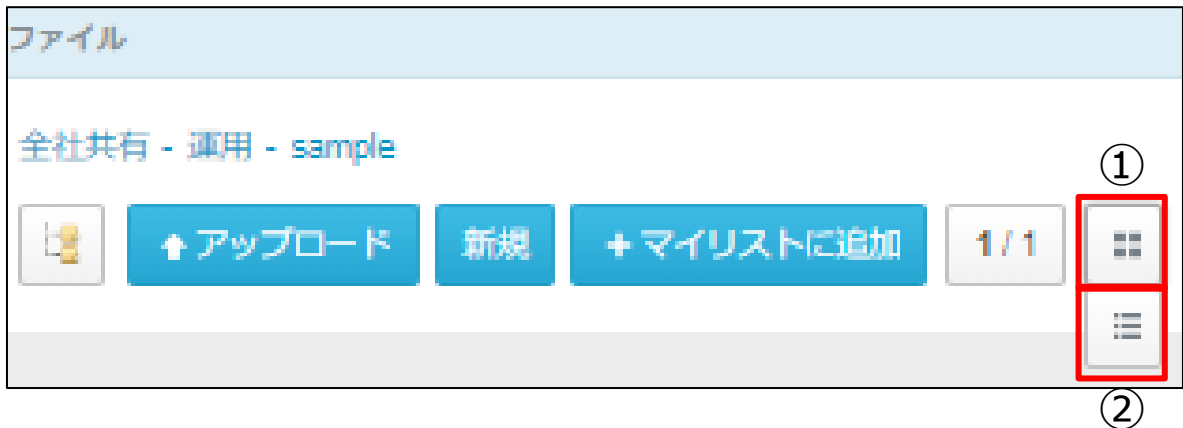 ファイル
全社共有 - 運用 - sample
①
アップロード 新規 +マイリストに追加 1 / 1
②